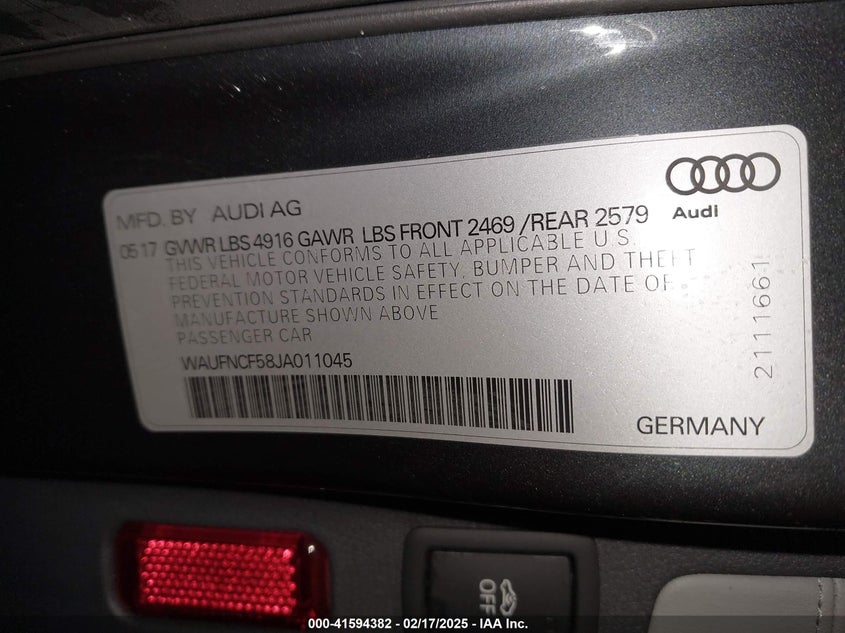 MFD. BY AUDI AG
Audi
05 17 GVWR LBS 4916 GAWR LBS FRONT 2469 /REAR 2579
THIS VEHICLE CONFORMS TO ALL APPLICABLE U.S.
FEDERAL MOTOR VEHICLE SAFETY, BUMPER AND THEFT
PREVENTION STANDARDS IN EFFECT ON THE DATE OF
MANUFACTURE SHOWN ABOVE
PASSENGER CAR
WAUFNCF58JA011045
2111661
GERMANY
OFF
000-41594382 - 02/17/2025 - IAA Inc.